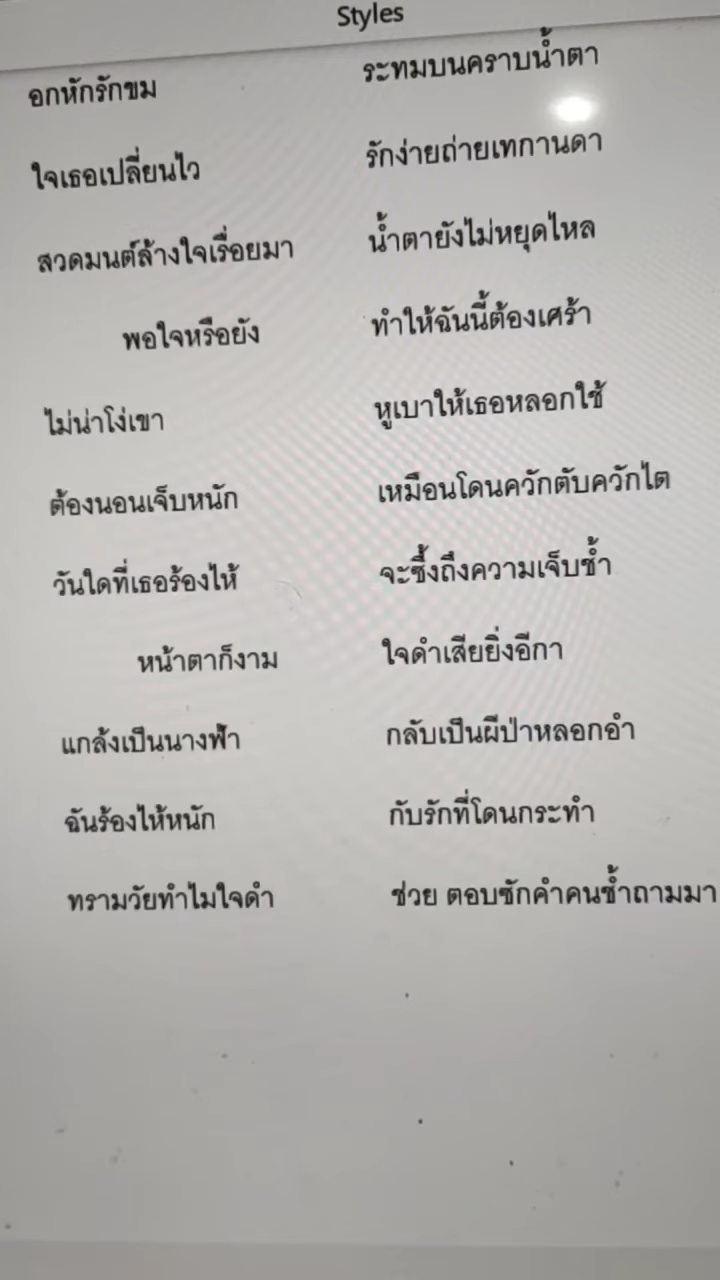 Styles
อกหักรักขม ระทมบนคราบน้ำตา
ใจเธอเปลี่ยนไว รักง่ายถ่ายเทกานดา
สวดมนต์ล้างใจเรื่อยมา น้ำตายังไม่หยุดไหล
พอใจหรือยัง ทำให้ฉันนี้ต้องเศร้า
ไม่น่าโง่เขา หูเบาให้เธอหลอกใช้
ต้องนอนเจ็บหนัก เหมือนโดนควักตับควักไต
วันใดที่เธอร้องไห้ จะซึ้งถึงความเจ็บช้ำ
หน้าตาก็งาม ใจดำเสียยิ่งอีกา
แกล้งเป็นนางฟ้า กลับเป็นผีป่าหลอกอำ
ฉันร้องไห้หนัก กับรักที่โดนกระทำ
ทรามวัยทำไมใจดำ ช่วย ตอบซักคำคนช้ำถามมา